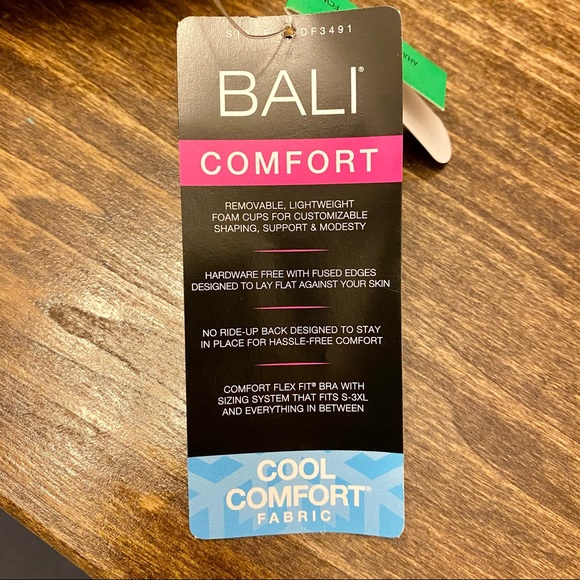 DF3491
BALI®
COMFORT
REMOVABLE, LIGHTWEIGHT
FOAM CUPS FOR CUSTOMIZABLE
SHAPING, SUPPORT & MODESTY
HARDWARE FREE WITH FUSED EDGES
DESIGNED TO LAY FLAT AGAINST YOUR SKIN
NO RIDE-UP BACK DESIGNED TO STAY
IN PLACE FOR HASSLE-FREE COMFORT
COMFORT FLEX FIT® BRA WITH
SIZING SYSTEM THAT FITS S-3XL
AND EVERYTHING IN BETWEEN
COOL
COMFORT®
FABRIC